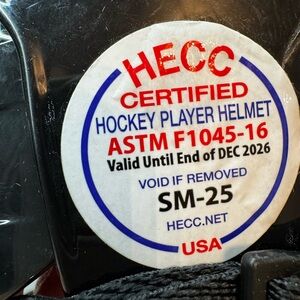 HECC
CERTIFIED
HOCKEY PLAYER HELMET
ASTM F1045-16
Valid Until End of DEC 2026
VOID IF REMOVED
SM-25
HECC.NET
USA